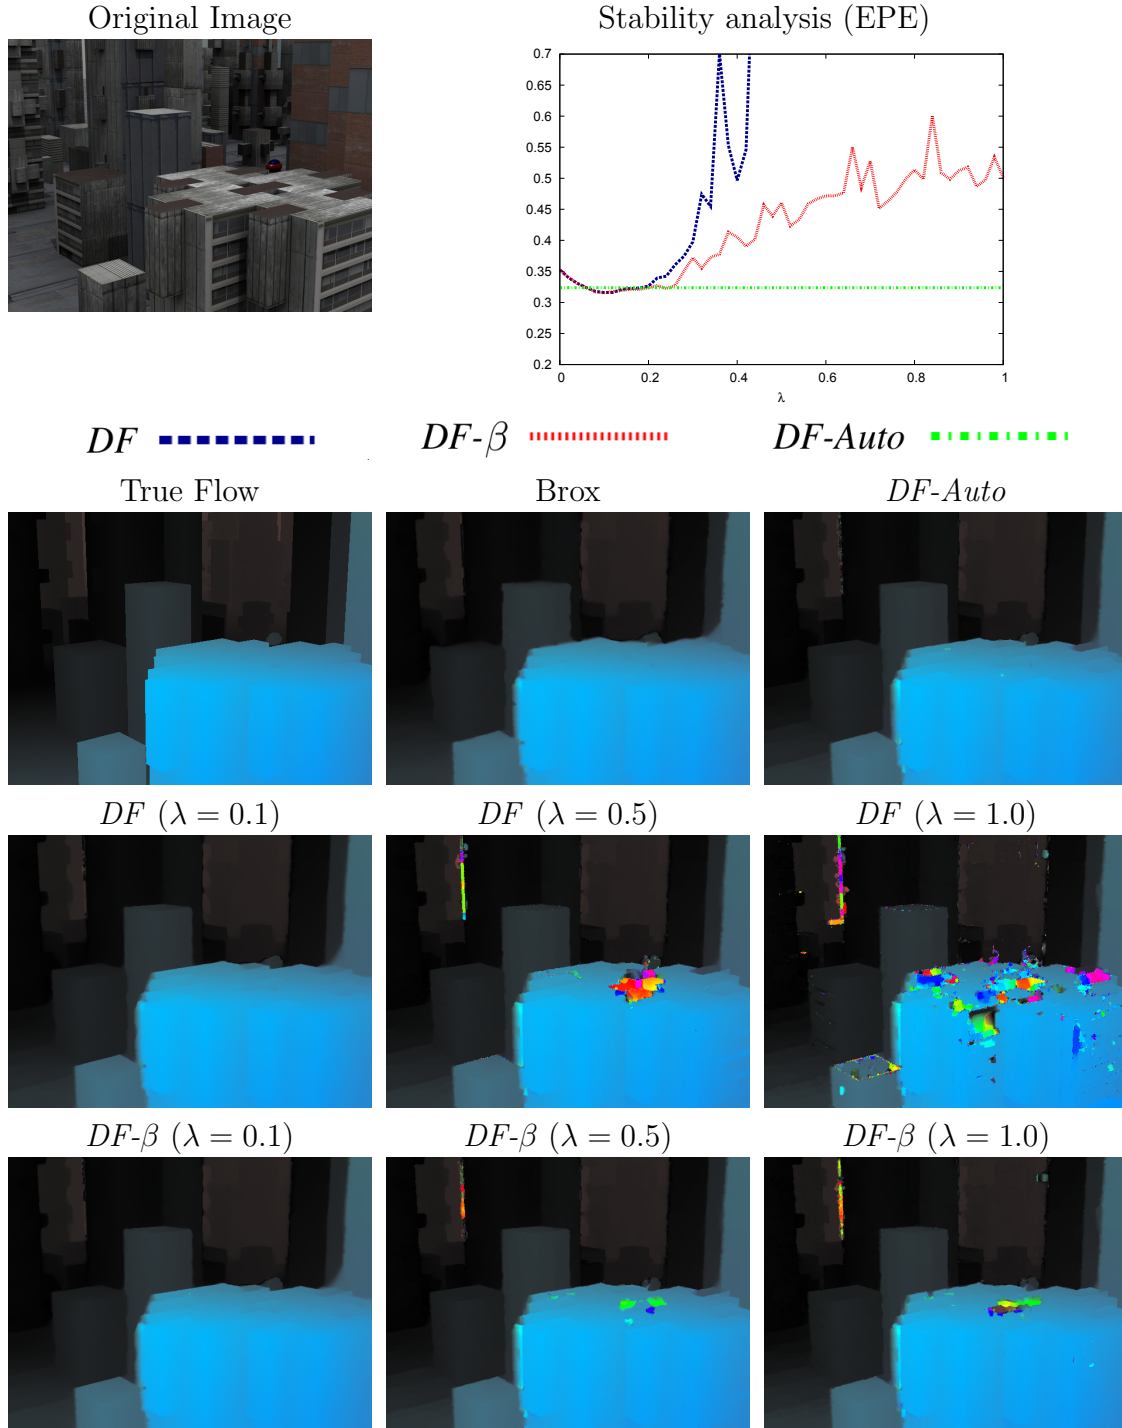 Original Image
Stability analysis (EPE)
0.7
0.65
0.6
0.55
0.5
0.45
0.4
0.35
0.3
0.25
0.2
0 0.2 0.4 0.6 0.8 1
λ
DF DF-β DF-Auto
True Flow Brox DF-Auto
DF (λ = 0.1) DF (λ = 0.5) DF (λ = 1.0)
DF-β (λ = 0.1) DF-β (λ = 0.5) DF-β (λ = 1.0)